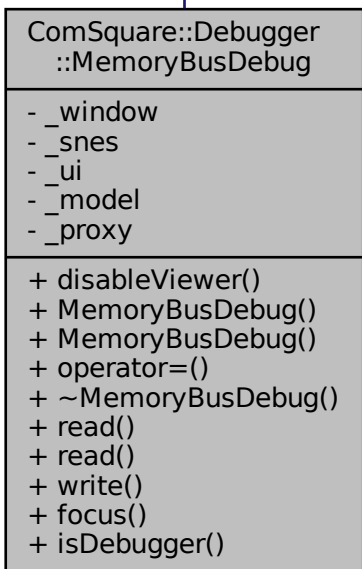 ComSquare::Debugger
::MemoryBusDebug
- _window
- _snes
- _ui
- _model
- _proxy
+ disableViewer()
+ MemoryBusDebug()
+ MemoryBusDebug()
+ operator=()
+ ~MemoryBusDebug()
+ read()
+ read()
+ write()
+ focus()
+ isDebugger()